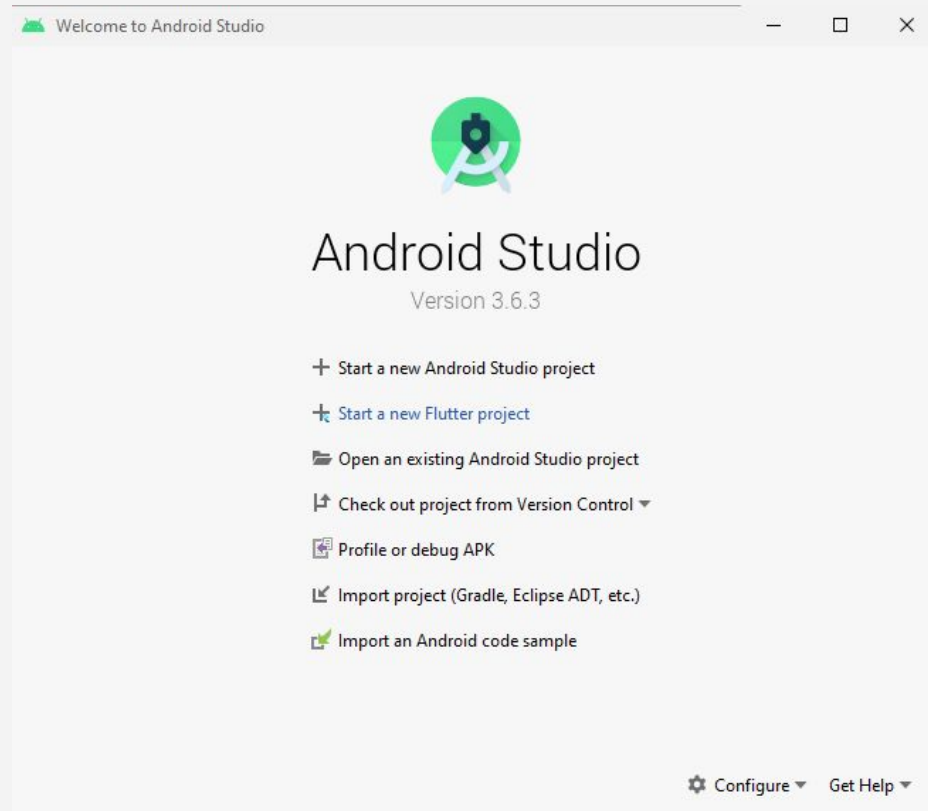 Welcome to Android Studio
Android Studio
Version 3.6.3
Start a new Android Studio project
Start a new Flutter project
Open an existing Android Studio project
Check out project from Version Control
Profile or debug APK
Import project (Gradle, Eclipse ADT, etc.)
Import an Android code sample
Configure Get Help